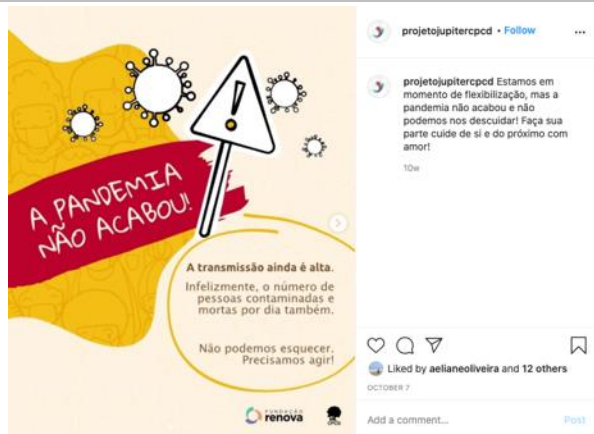 A PANDEMIA
NÃO ACABOU!
A transmissão ainda é alta.
Infelizmente, o número de
pessoas contaminadas e
mortas por dia também.
Não podemos esquecer.
Precisamos agir!
FUNDAÇÃO
renova
CPCD
projetojupitercpcd • Follow
projetojupitercpcd Estamos em
momento de flexibilização, mas a
pandemia não acabou e não
podemos nos descuidar! Faça sua
parte cuide de si e do próximo com
amor!
10w
Liked by aelianeoliveira and 12 others
OCTOBER 7
Add a comment...
Post